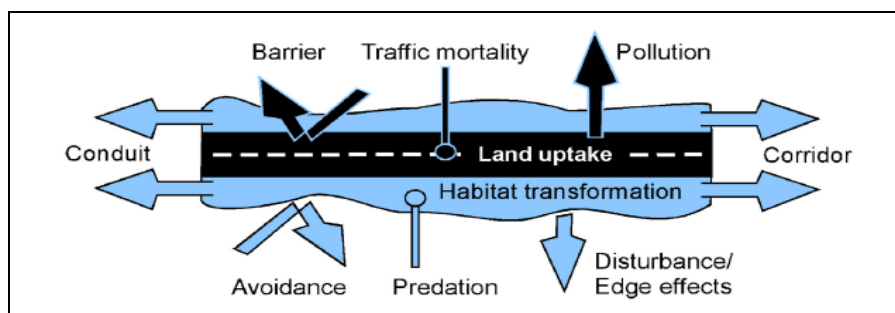 Barrier Traffic mortality Pollution
Conduit Land uptake Corridor
Habitat transformation
Avoidance Predation Disturbance/
Edge effects